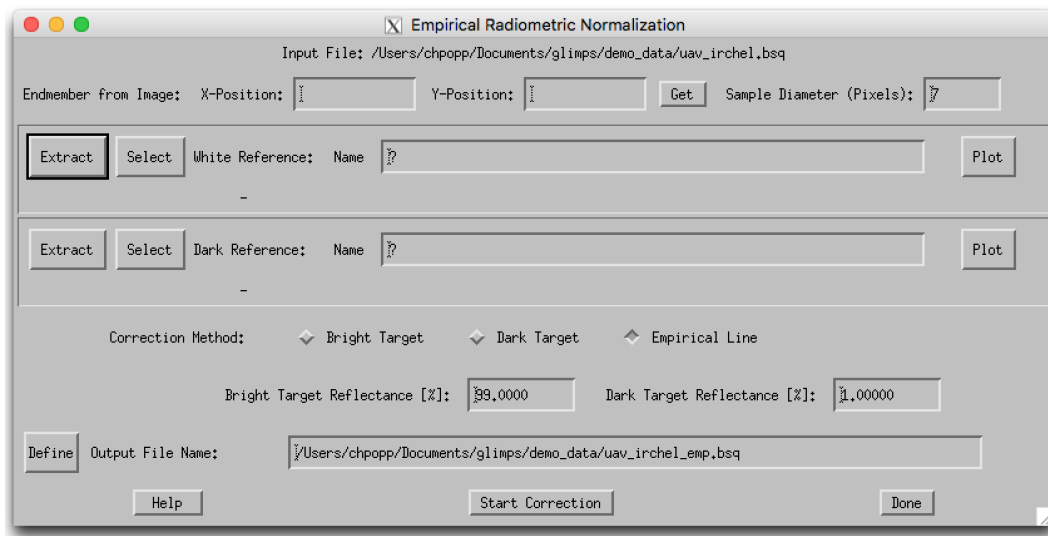 X Empirical Radiometric Normalization
Input File: /Users/chpopp/Documents/glimps/demo_data/uav_irchel.bsq
Endmember from Image: X-Position: Y-Position: Get Sample Diameter (Pixels): 7
Extract Select White Reference: Name ? Plot
-
Extract Select Dark Reference: Name ? Plot
-
Correction Method: Bright Target Dark Target Empirical Line
Bright Target Reflectance [%]: 99.0000 Dark Target Reflectance [%]: 1.00000
Define Output File Name: /Users/chpopp/Documents/glimps/demo_data/uav_irchel_emp.bsq
Help Start Correction Done